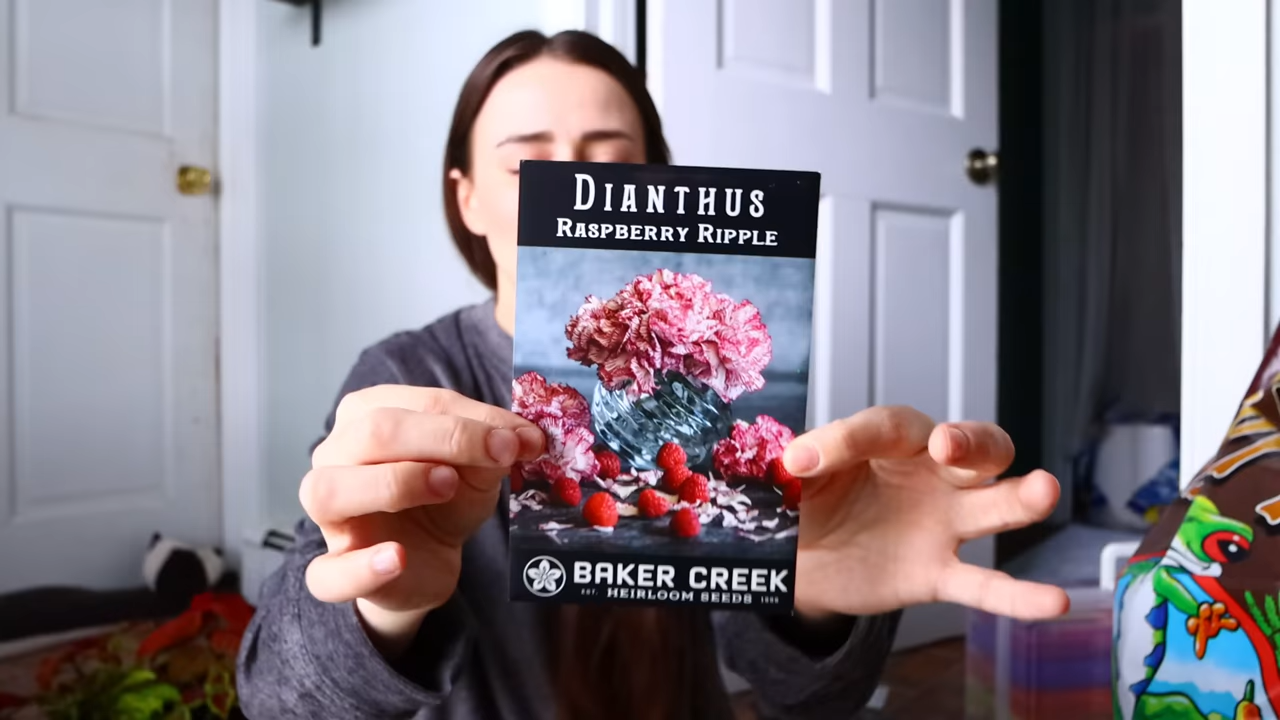 DIANTHUS
RASPBERRY RIPPLE
BAKER CREEK
EST. HEIRLOOM SEEDS 1998